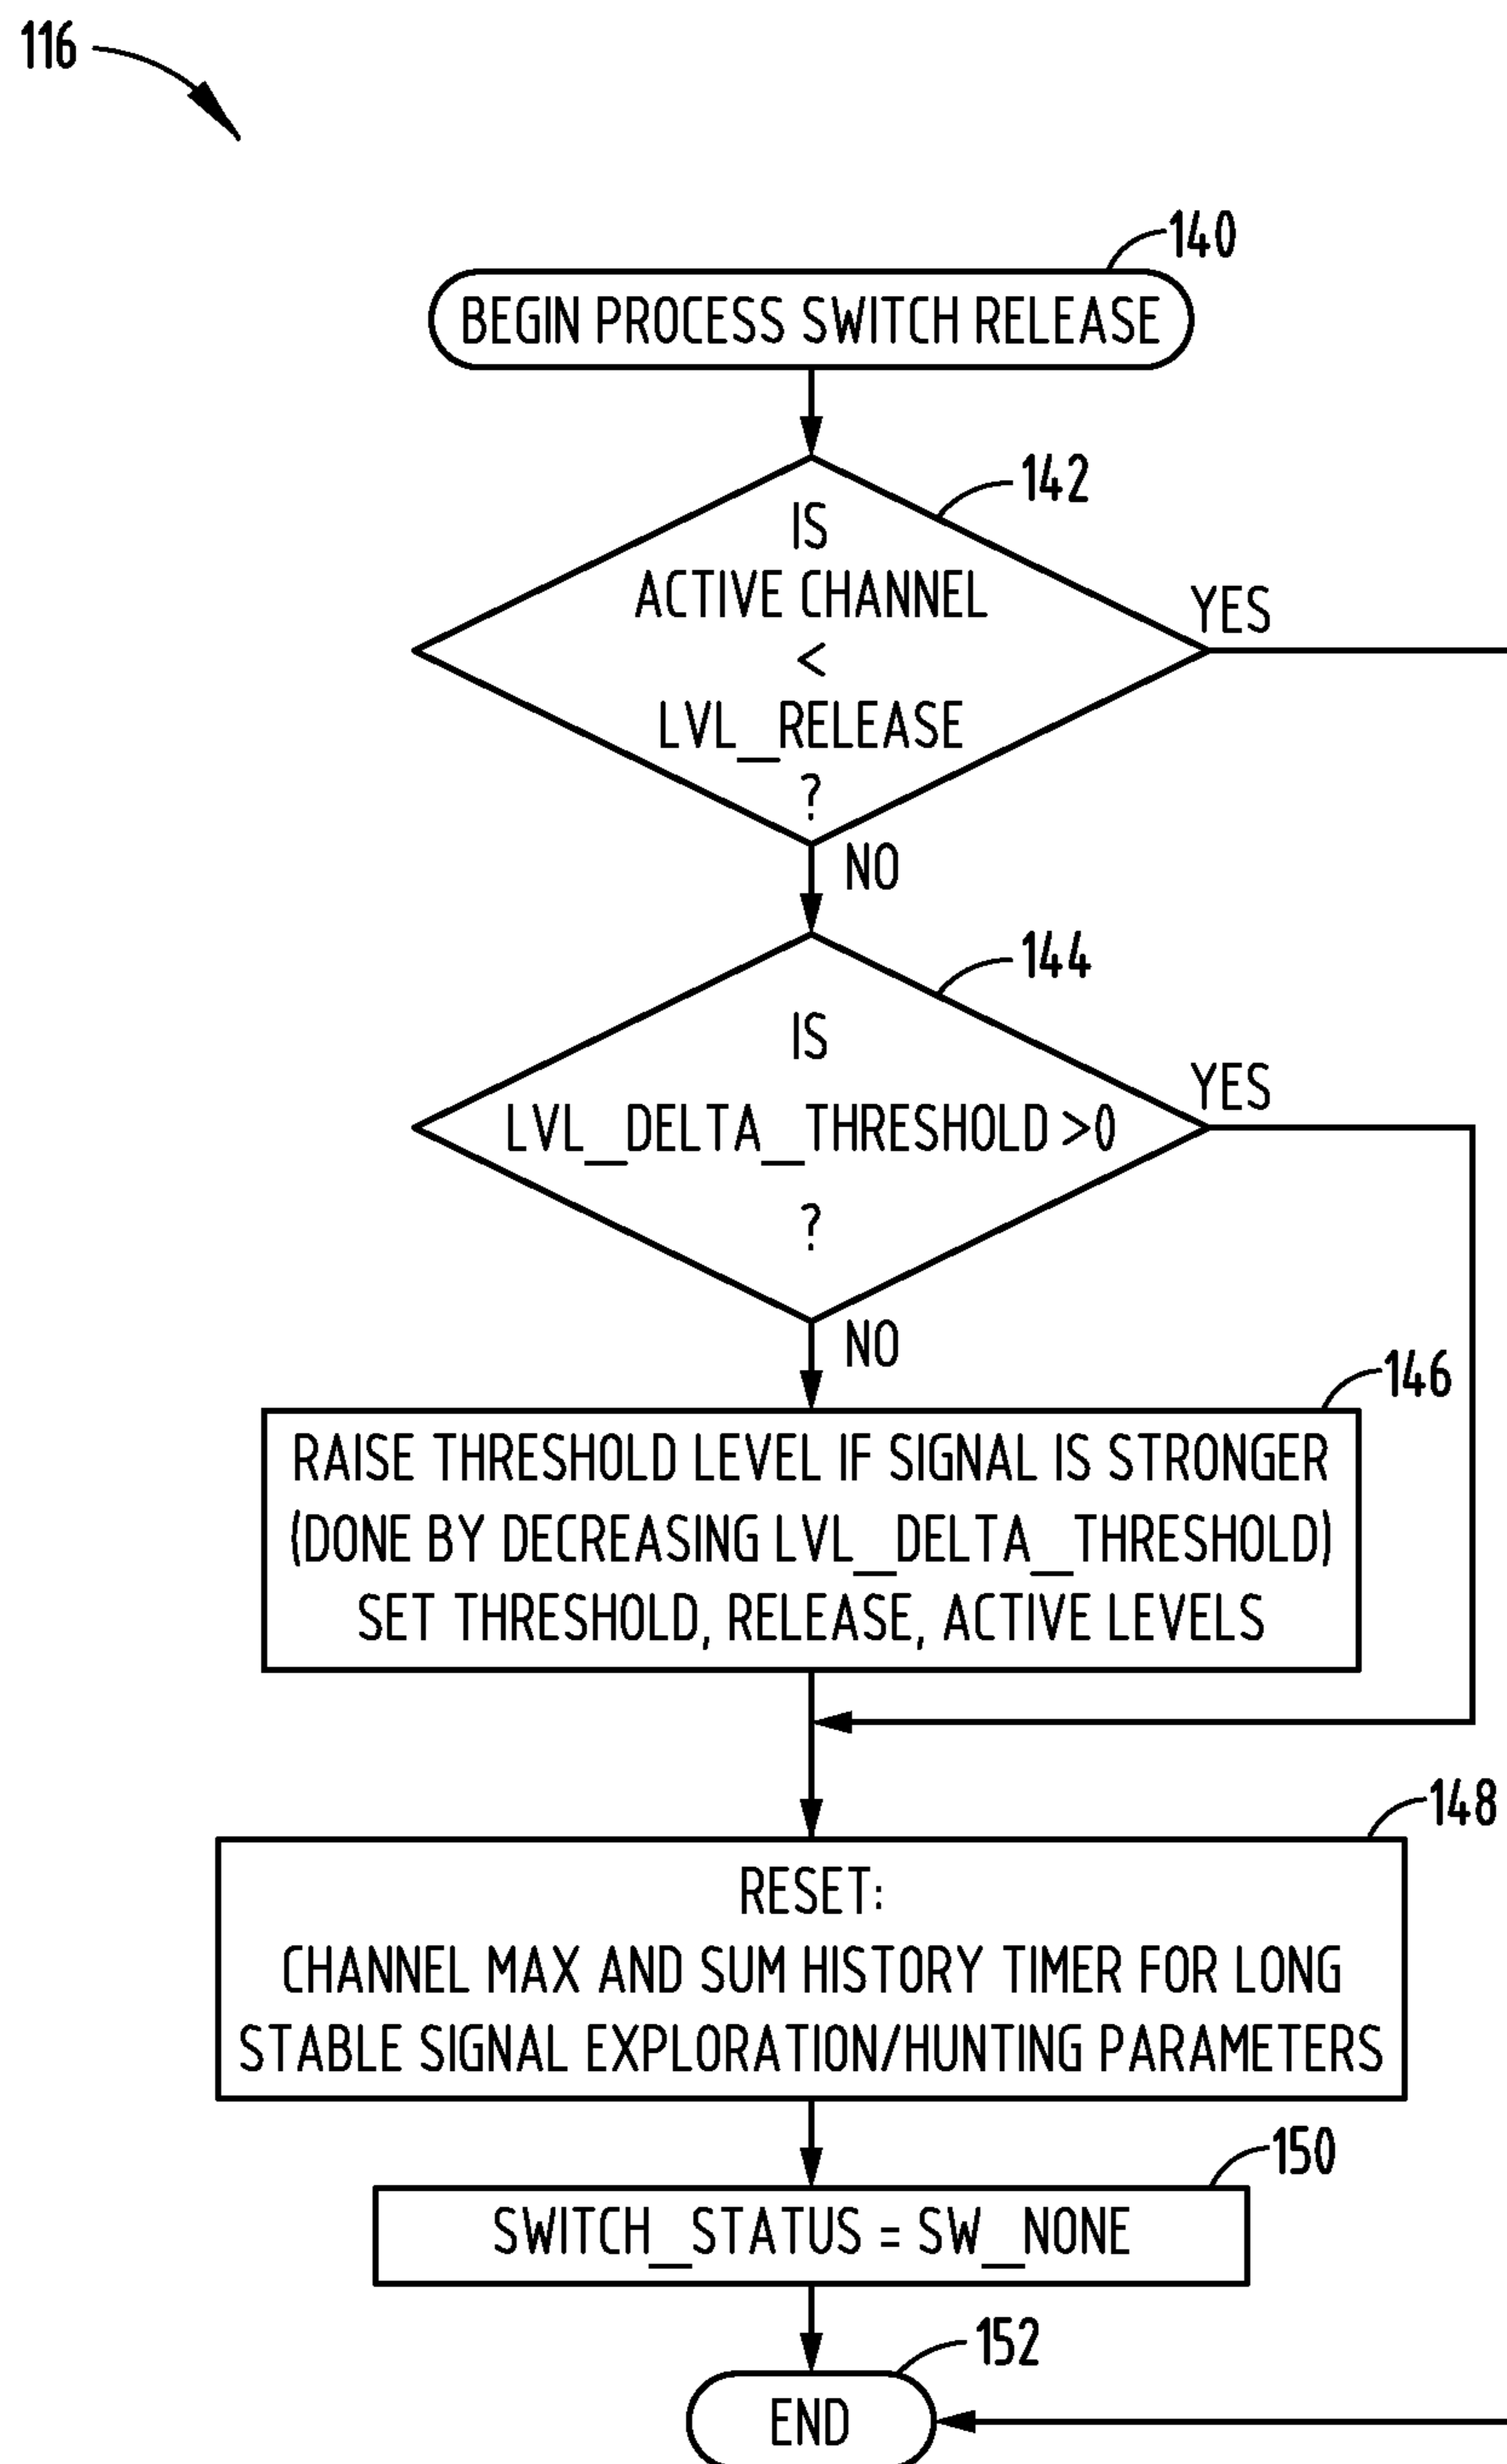 116
140
BEGIN PROCESS SWITCH RELEASE
142
IS
ACTIVE CHANNEL
<
LVL_RELEASE
?
YES
NO
144
IS
LVL_DELTA_THRESHOLD >0
?
YES
NO
146
RAISE THRESHOLD LEVEL IF SIGNAL IS STRONGER
(DONE BY DECREASING LVL_DELTA_THRESHOLD)
SET THRESHOLD, RELEASE, ACTIVE LEVELS
148
RESET:
CHANNEL MAX AND SUM HISTORY TIMER FOR LONG
STABLE SIGNAL EXPLORATION/HUNTING PARAMETERS
150
SWITCH_STATUS = SW_NONE
152
END